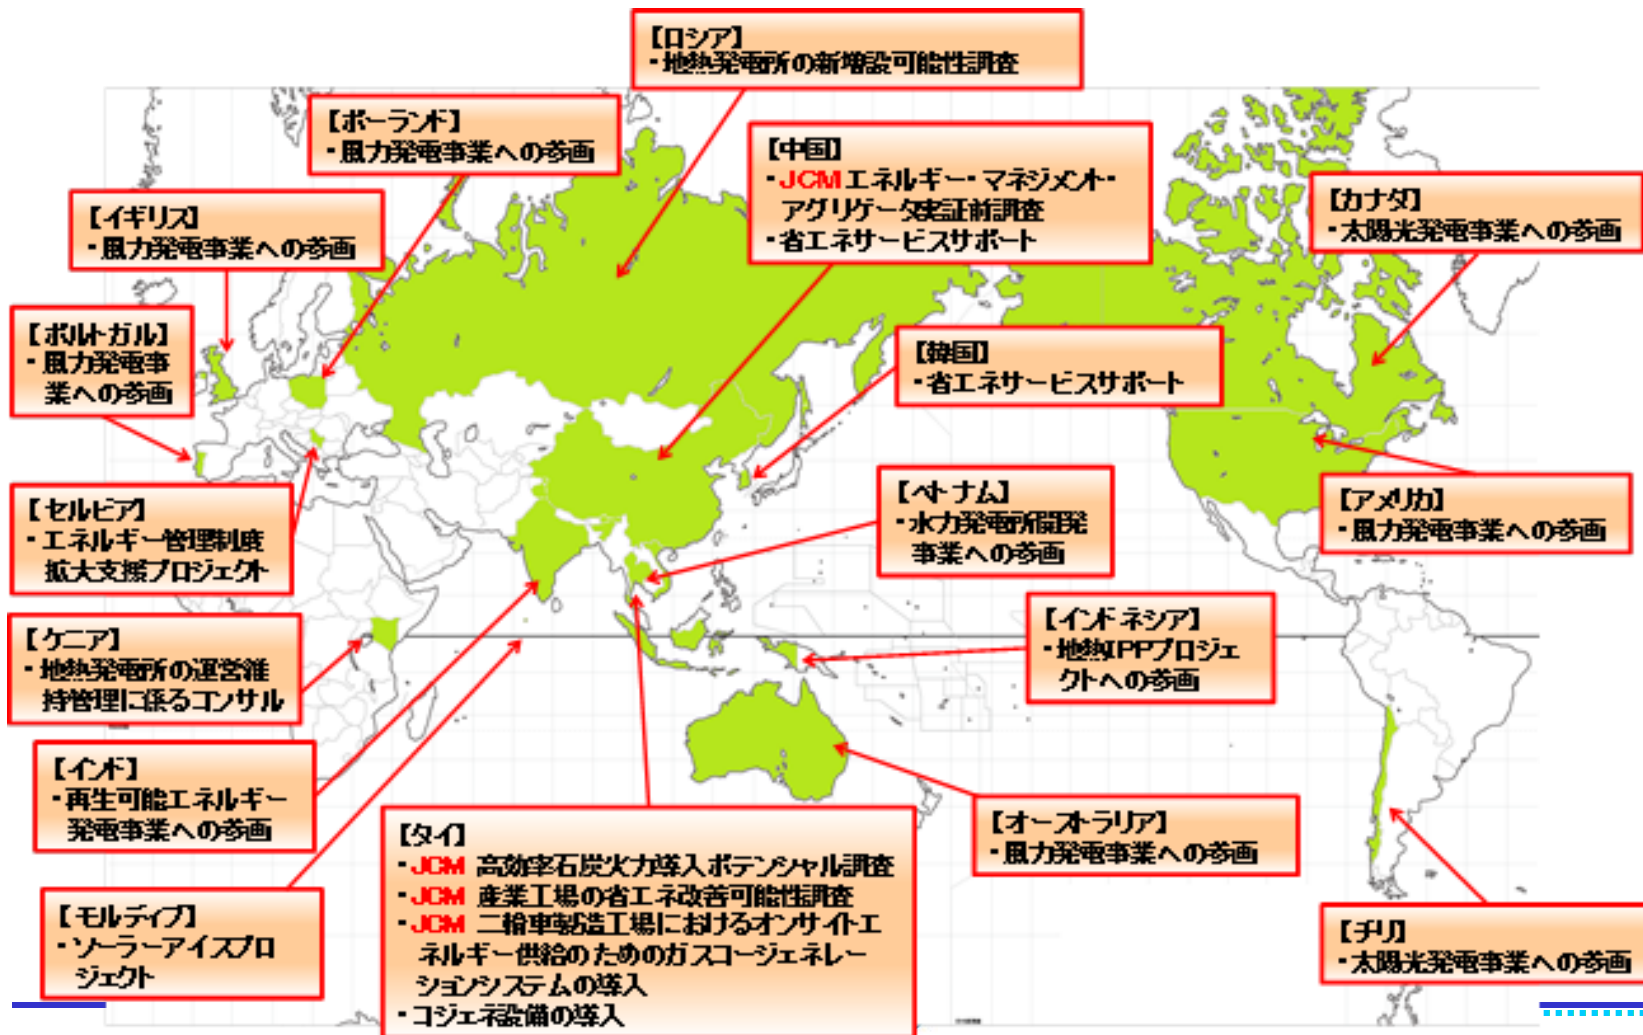 【ロシア】
・地熱発電所の新増設可能性調査
【ポーランド】
・風力発電事業への参画
【中国】
・JCMエネルギー・マネジメント・
アグリゲータ実証前調査
・省エネサービスサポート
【カナダ】
・太陽光発電事業への参画
【イギリス】
・風力発電事業への参画
【ポルトガル】
・風力発電事
業への参画
【韓国】
・省エネサービスサポート
【セルビア】
・エネルギー管理制度
拡大支援プロジェクト
【ベトナム】
・水力発電所開発
事業への参画
【アメリカ】
・風力発電事業への参画
【ケニア】
・地熱発電所の運営維
持管理に係るコンサル
【インドネシア】
・地熱IPPプロジェ
クトへの参画
【インド】
・再生可能エネルギー
発電事業への参画
【タイ】
・JCM 高効率石炭火力導入ポテンシャル調査
・JCM 産業工場の省エネ改善可能性調査
・JCM 二輪車製造工場におけるオンサイトエ
ネルギー供給のためのガスコージェネレー
ションシステムの導入
・コジェネ設備の導入
【オーストラリア】
・風力発電事業への参画
【モルディブ】
・ソーラーアイスプロ
ジェクト
【チリ】
・太陽光発電事業への参画